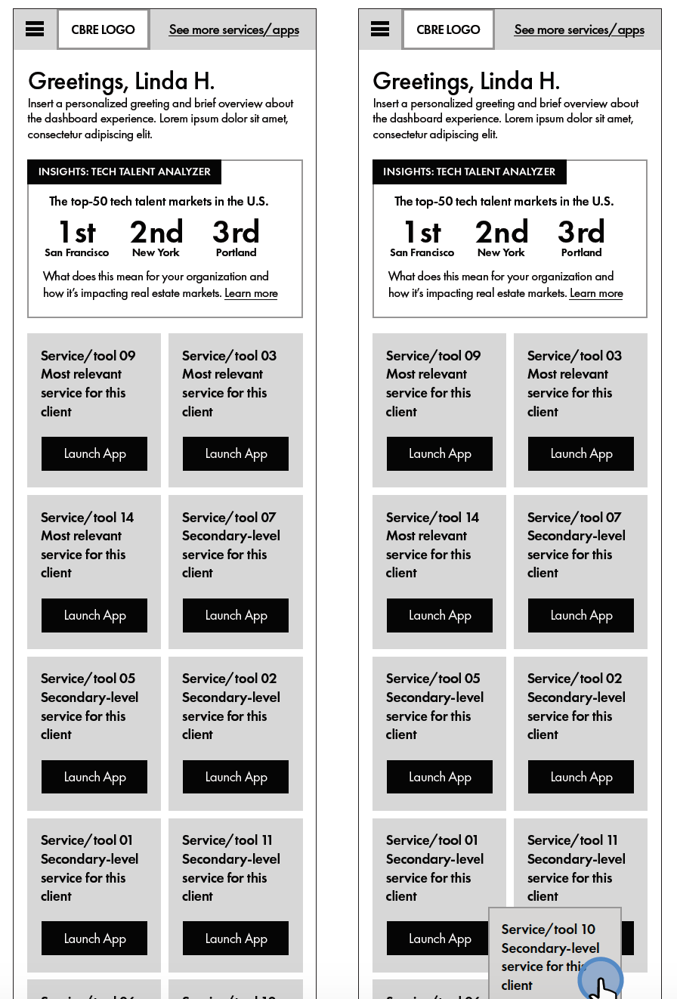 CBRE LOGO
See more services/apps
Greetings, Linda H.
Insert a personalized greeting and brief overview about
the dashboard experience. Lorem ipsum dolor sit amet,
consectetur adipiscing elit.
INSIGHTS: TECH TALENT ANALYZER
The top-50 tech talent markets in the U.S.
1st 2nd 3rd
San Francisco New York Portland
What does this mean for your organization and
how it’s impacting real estate markets. Learn more
Service/tool 09
Most relevant
service for this
client
Launch App
Service/tool 03
Most relevant
service for this
client
Launch App
Service/tool 14
Most relevant
service for this
client
Launch App
Service/tool 07
Secondary-level
service for this
client
Launch App
Service/tool 05
Secondary-level
service for this
client
Launch App
Service/tool 02
Secondary-level
service for this
client
Launch App
Service/tool 01
Secondary-level
service for this
client
Launch App
Service/tool 11
Secondary-level
service for this
client
Launch App
CBRE LOGO
See more services/apps
Greetings, Linda H.
Insert a personalized greeting and brief overview about
the dashboard experience. Lorem ipsum dolor sit amet,
consectetur adipiscing elit.
INSIGHTS: TECH TALENT ANALYZER
The top-50 tech talent markets in the U.S.
1st 2nd 3rd
San Francisco New York Portland
What does this mean for your organization and
how it’s impacting real estate markets. Learn more
Service/tool 09
Most relevant
service for this
client
Launch App
Service/tool 03
Most relevant
service for this
client
Launch App
Service/tool 14
Most relevant
service for this
client
Launch App
Service/tool 07
Secondary-level
service for this
client
Launch App
Service/tool 05
Secondary-level
service for this
client
Launch App
Service/tool 02
Secondary-level
service for this
client
Launch App
Service/tool 01
Secondary-level
service for this
client
Launch App
Service/tool 11
Secondary-level
service for this
client
Service/tool 10
Secondary-level
service for this
client